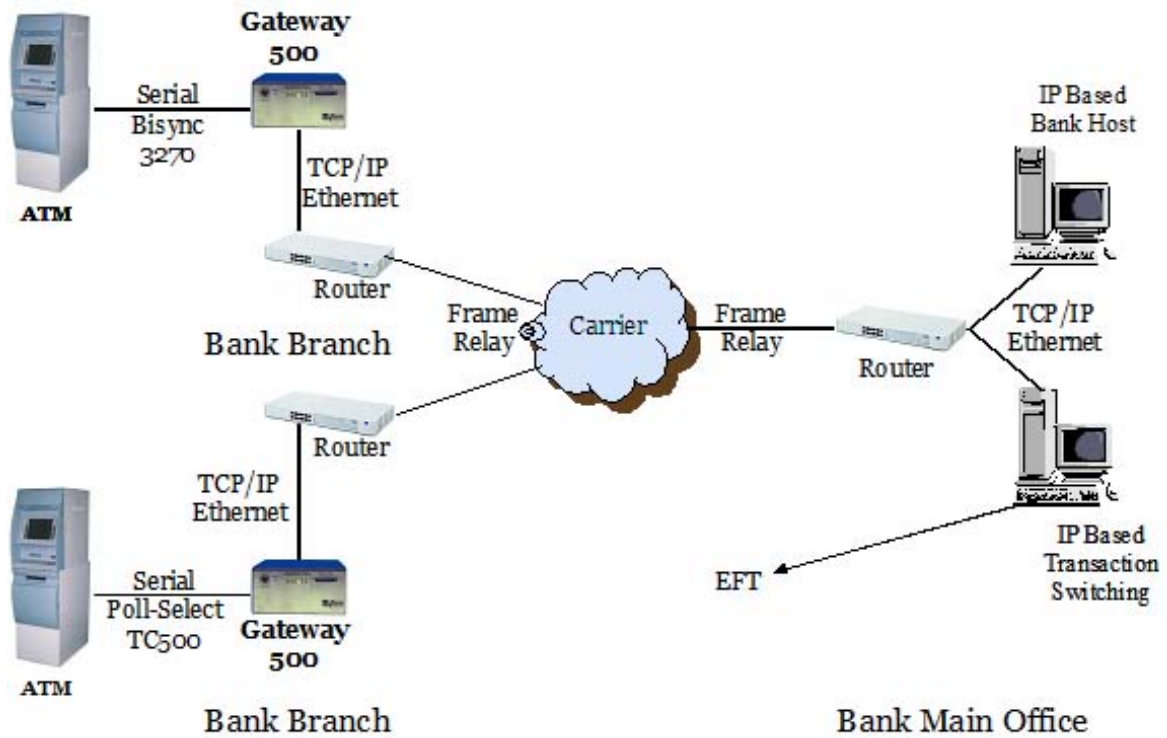 Gateway
500
Serial
Bisync
3270
ATM
TCP/IP
Ethernet
Router
Bank Branch
Frame
Relay
Carrier
Frame
Relay
Router
IP Based
Bank Host
TCP/IP
Ethernet
Router
TCP/IP
Ethernet
Serial
Poll-Select
TC500
ATM
Gateway
500
Bank Branch
EFT
IP Based
Transaction
Switching
Bank Main Office